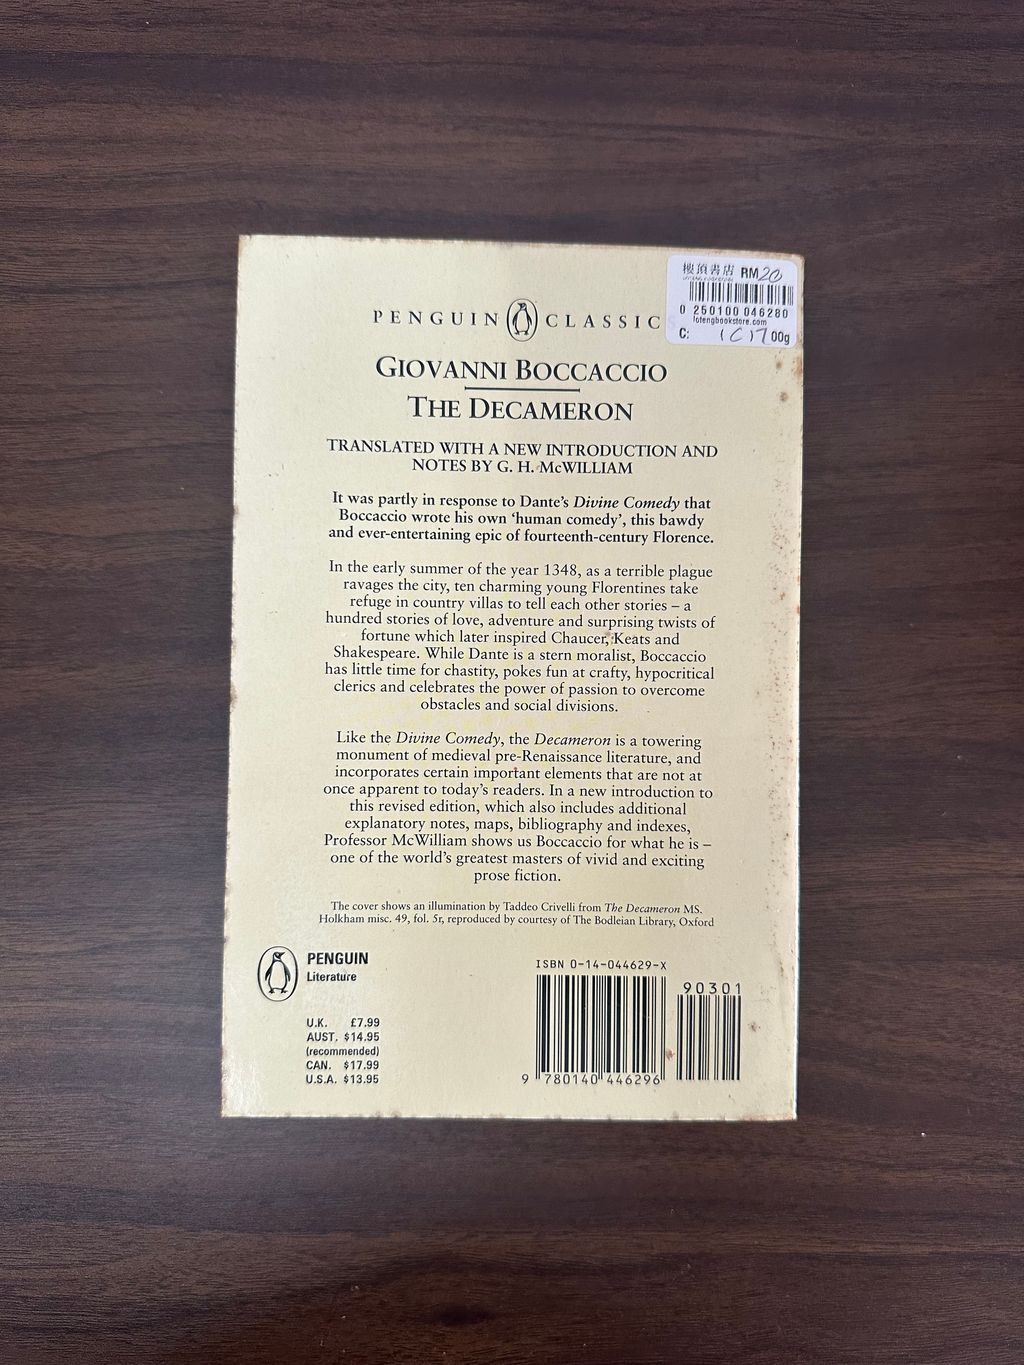 樓頂書店 RM20
0 250100 046280
lotengbookstore.com
C: 00g
PENGUIN CLASSIC
GIOVANNI BOCCACCIO
THE DECAMERON
TRANSLATED WITH A NEW INTRODUCTION AND
NOTES BY G. H. McWILLIAM
It was partly in response to Dante's Divine Comedy that
Boccaccio wrote his own ‘human comedy’, this bawdy
and ever-entertaining epic of fourteenth-century Florence.
In the early summer of the year 1348, as a terrible plague
ravages the city, ten charming young Florentines take
refuge in country villas to tell each other stories – a
hundred stories of love, adventure and surprising twists of
fortune which later inspired Chaucer, Keats and
Shakespeare. While Dante is a stern moralist, Boccaccio
has little time for chastity, pokes fun at crafty, hypocritical
clerics and celebrates the power of passion to overcome
obstacles and social divisions.
Like the Divine Comedy, the Decameron is a towering
monument of medieval pre-Renaissance literature, and
incorporates certain important elements that are not at
once apparent to today's readers. In a new introduction to
this revised edition, which also includes additional
explanatory notes, maps, bibliography and indexes,
Professor McWilliam shows us Boccaccio for what he is –
one of the world's greatest masters of vivid and exciting
prose fiction.
The cover shows an illumination by Taddeo Crivelli from The Decameron MS.
Holkham misc. 49, fol. 5r, reproduced by courtesy of The Bodleian Library, Oxford
PENGUIN
Literature
U.K. £7.99
AUST. $14.95
(recommended)
CAN. $17.99
U.S.A. $13.95
ISBN 0-14-044629-X
90301
9 780140 446296